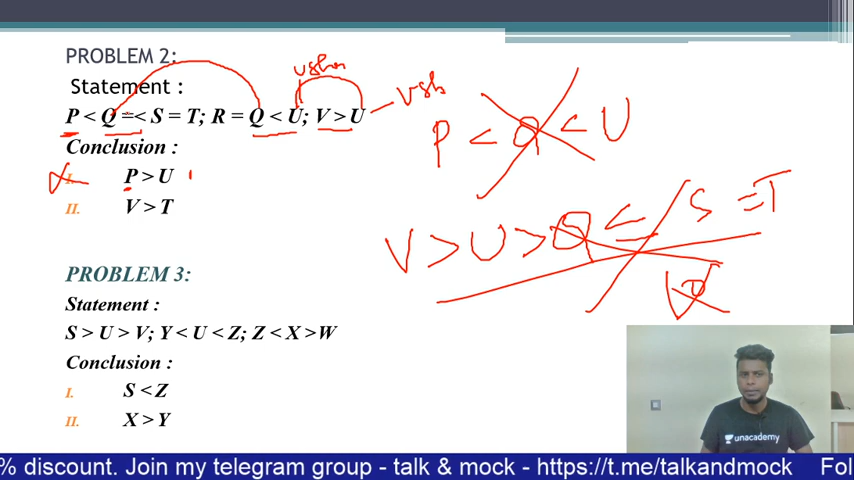 PROBLEM 2:
Statement :
P < Q =< S = T; R = Q < U; V > U
Conclusion :
I. P > U
II. V > T
P < Q < U
V > U > Q ≤ S = T
PROBLEM 3:
Statement :
S > U > V; Y < U < Z; Z < X > W
Conclusion :
I. S < Z
II. X > Y
unacademy
% discount. Join my telegram group - talk & mock - https://t.me/talkandmock Fol